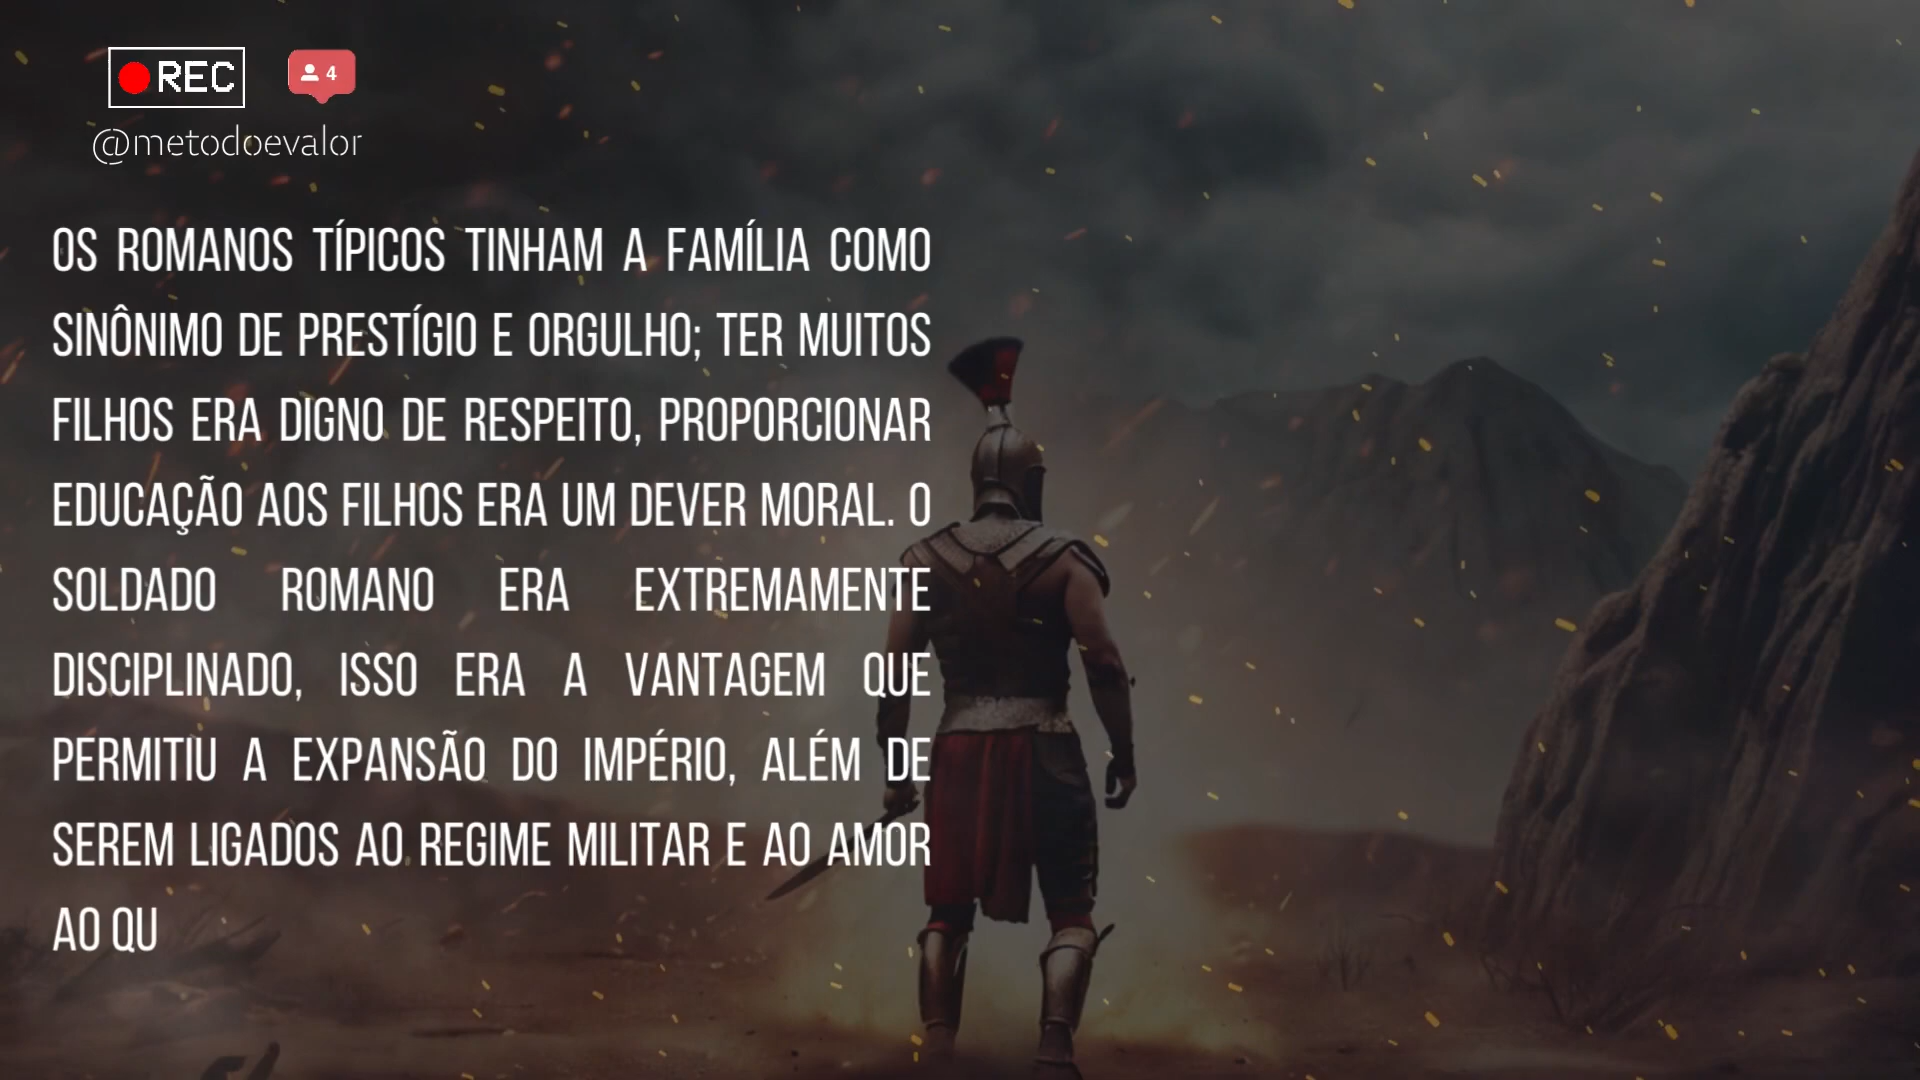 REC
4
@metodoevalor
OS ROMANOS TÍPICOS TINHAM A FAMÍLIA COMO
SINÔNIMO DE PRESTÍGIO E ORGULHO; TER MUITOS
FILHOS ERA DIGNO DE RESPEITO, PROPORCIONAR
EDUCAÇÃO AOS FILHOS ERA UM DEVER MORAL. O
SOLDADO ROMANO ERA EXTREMAMENTE
DISCIPLINADO, ISSO ERA A VANTAGEM QUE
PERMITIU A EXPANSÃO DO IMPÉRIO, ALÉM DE
SEREM LIGADOS AO REGIME MILITAR E AO AMOR
AO QU